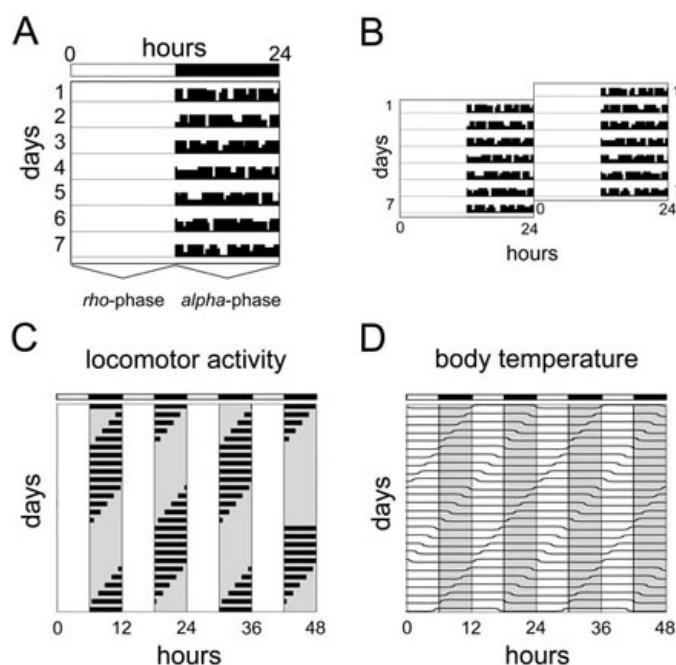 A
hours
0 24
days
1
2
3
4
5
6
7
rho-phase alpha-phase
B
1
7
0 24
1
0 24
hours
C
locomotor activity
days
0 12 24 36 48
hours
D
body temperature
days
0 12 24 36 48
hours